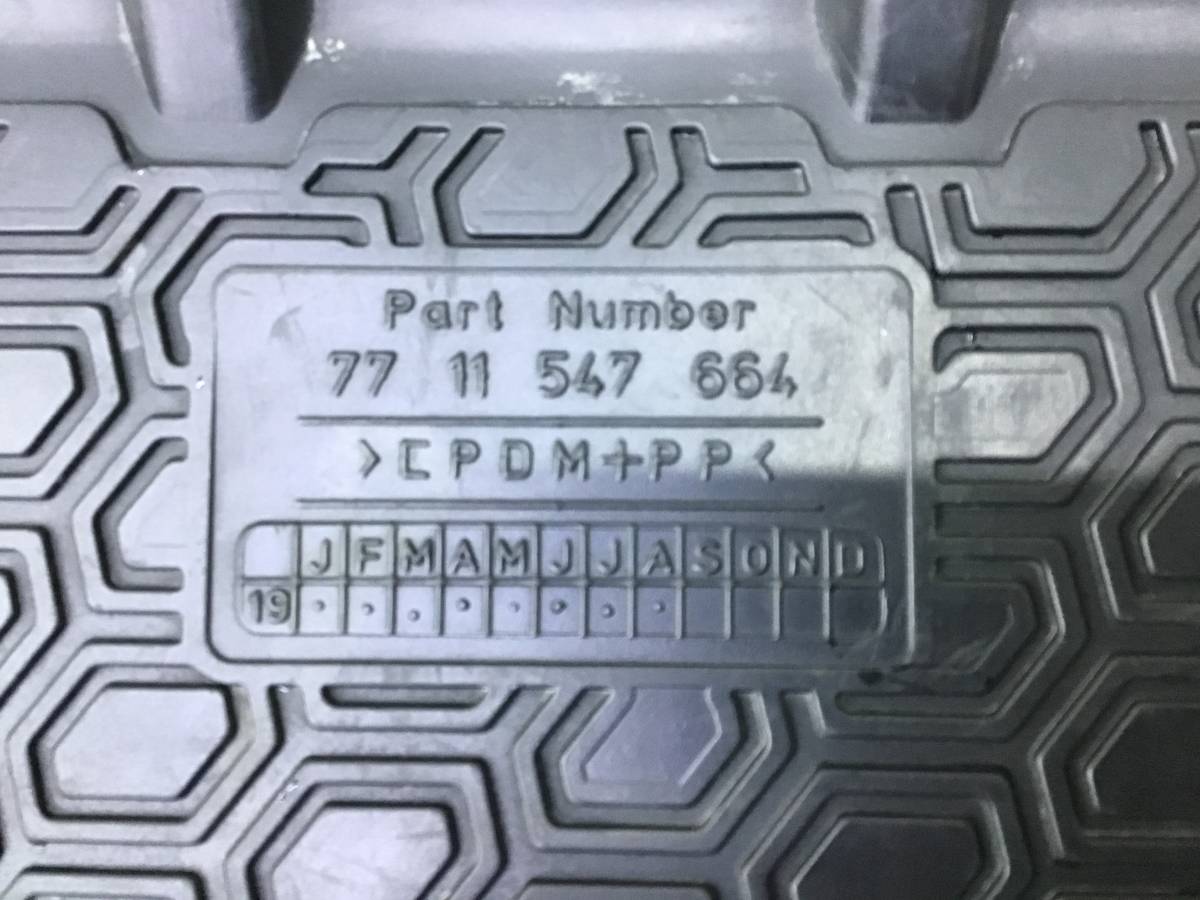 Part Number
77 11 547 664
>EPDM+PP<
J F M A M J J A S O N D
19